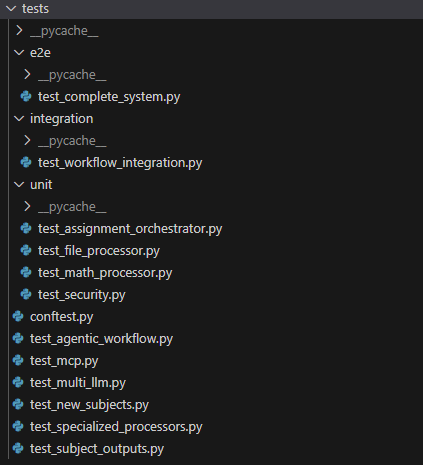 tests
__pycache__
e2e
__pycache__
test_complete_system.py
integration
__pycache__
test_workflow_integration.py
unit
__pycache__
test_assignment_orchestrator.py
test_file_processor.py
test_math_processor.py
test_security.py
conftest.py
test_agentic_workflow.py
test_mcp.py
test_multi_llm.py
test_new_subjects.py
test_specialized_processors.py
test_subject_outputs.py